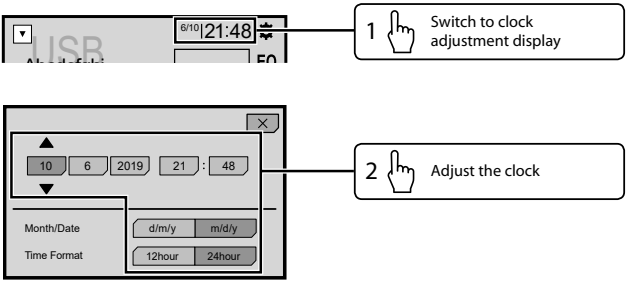 6/10 21:48
USB
1 Switch to clock
adjustment display
EQ
10 6 2019 21 : 48
2 Adjust the clock
Month/Date d/m/y m/d/y
Time Format 12hour 24hour